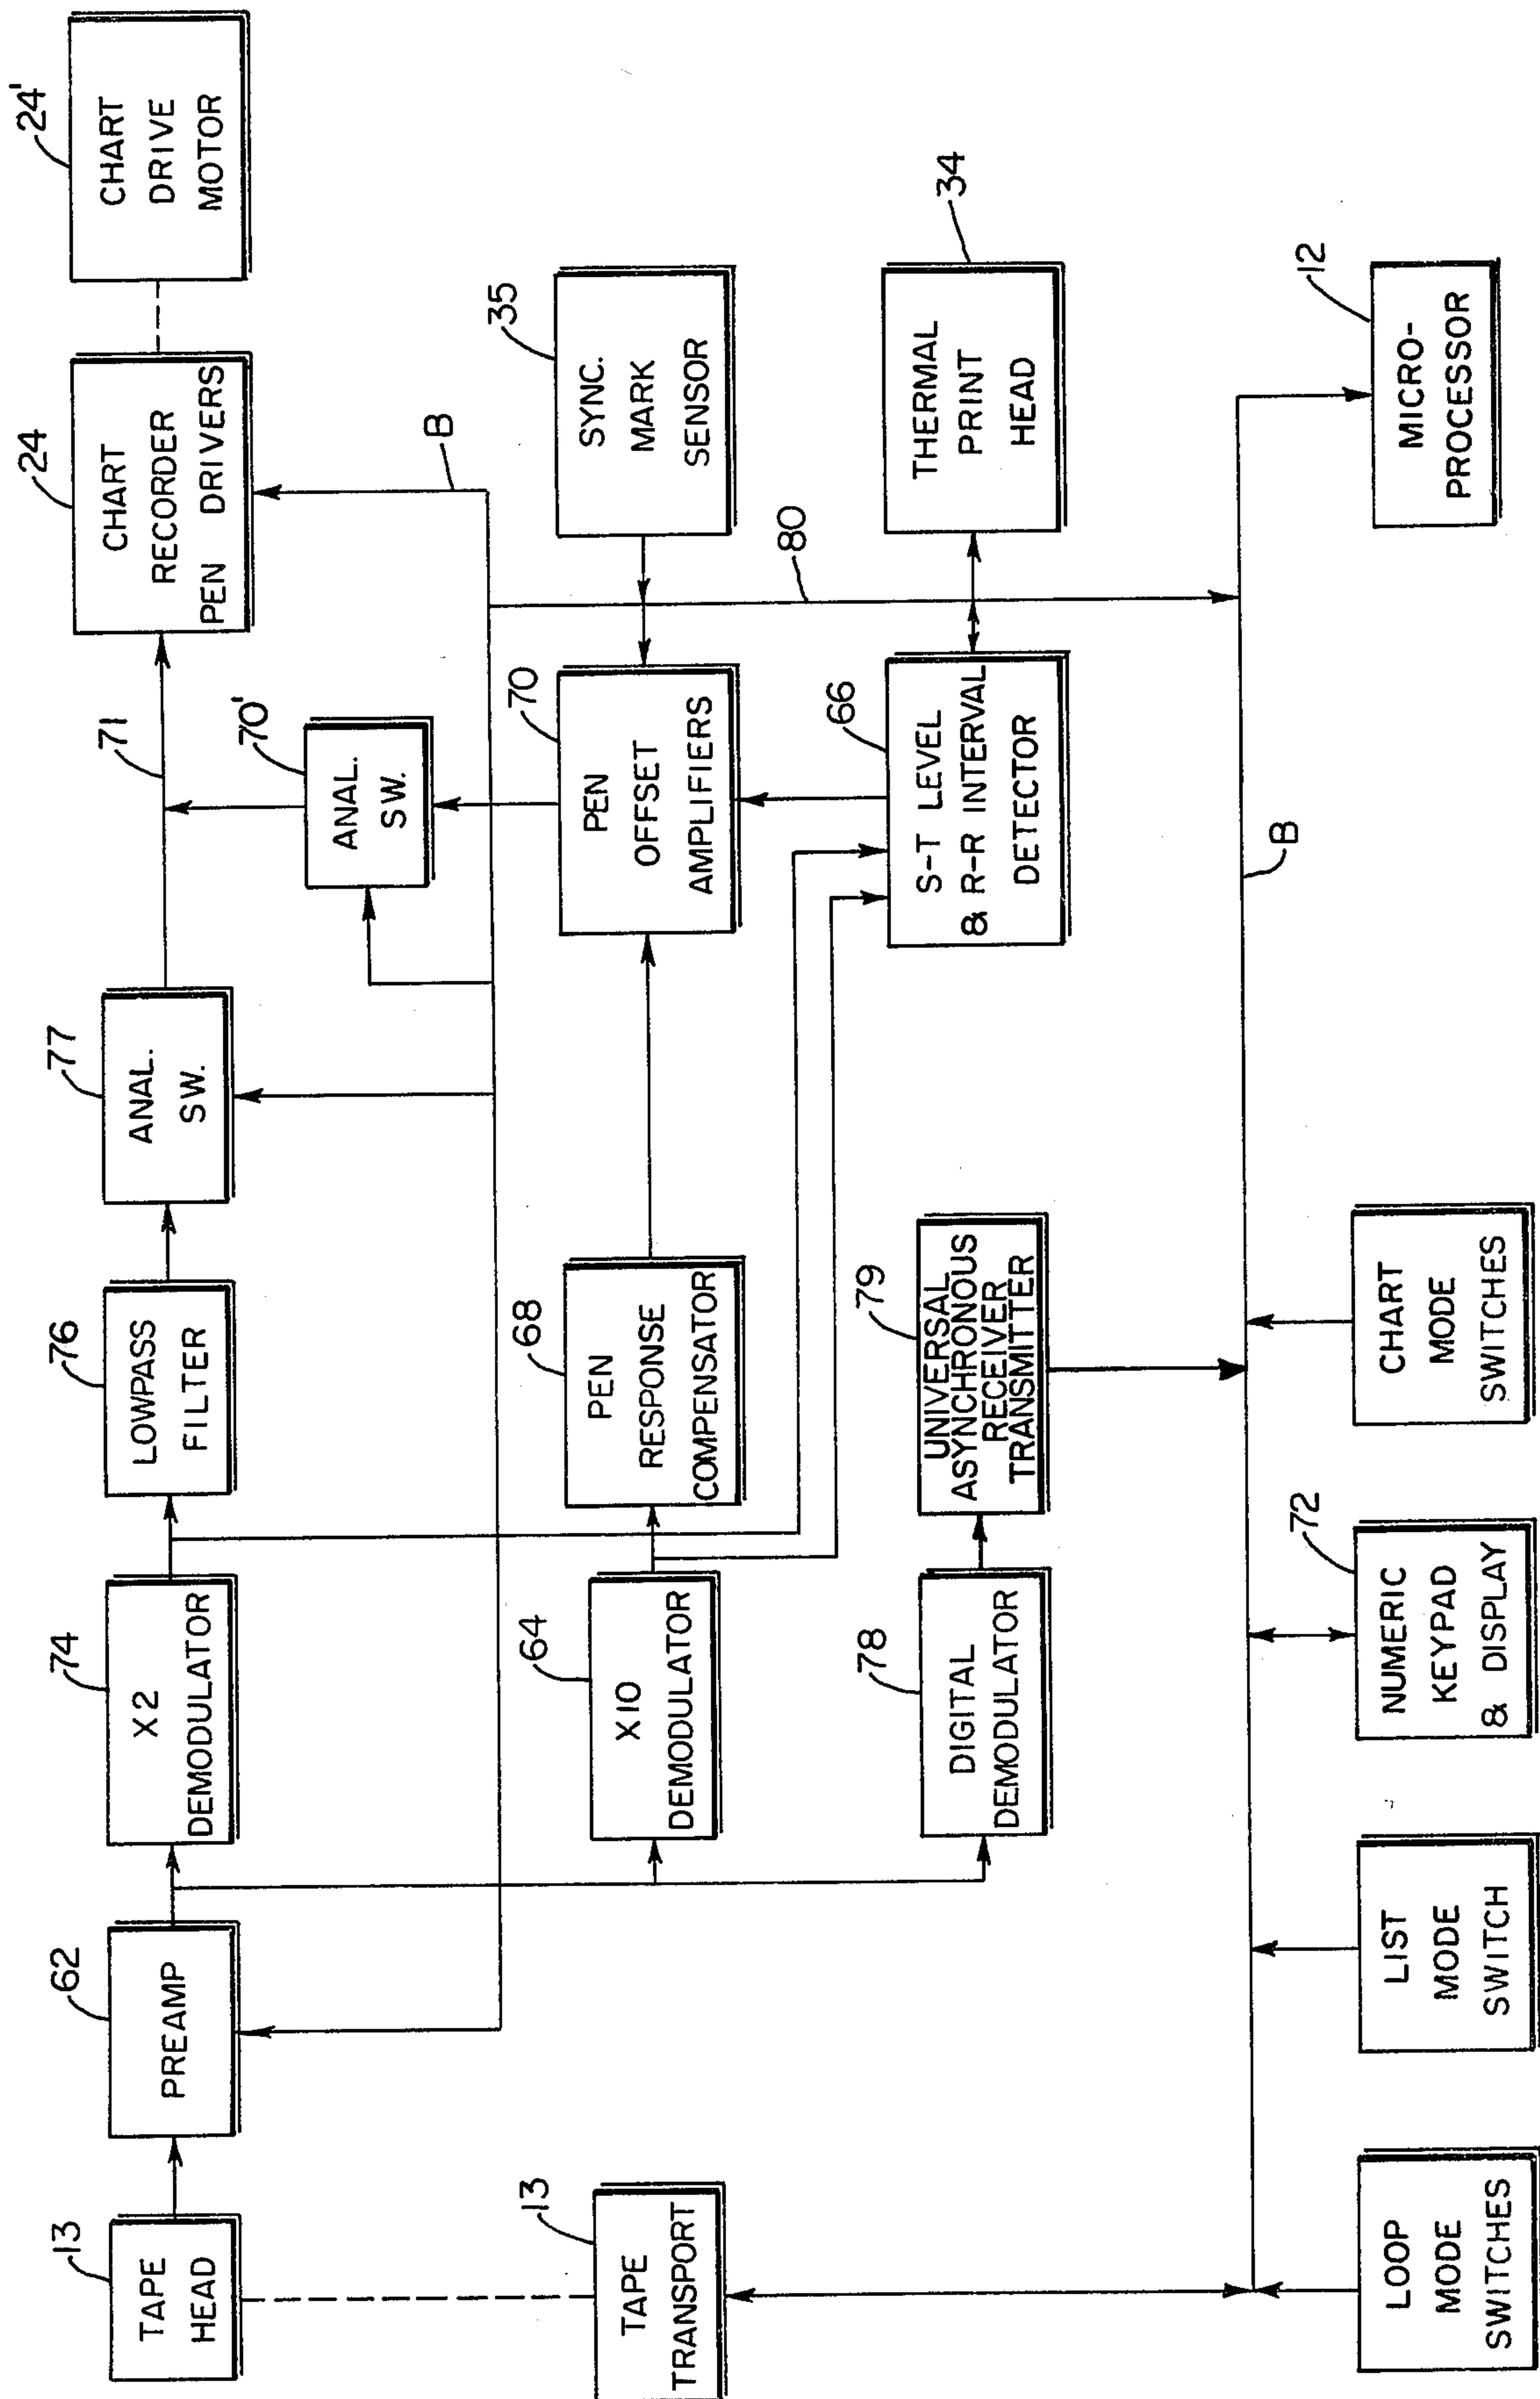 13
TAPE
HEAD
62
PREAMP
74
X2
DEMODULATOR
76
LOWPASS
FILTER
77
ANAL.
SW.
71
24
CHART
RECORDER
PEN DRIVERS
24'
CHART
DRIVE
MOTOR
70'
ANAL.
SW.
B
13
TAPE
TRANSPORT
64
X10
DEMODULATOR
68
PEN
RESPONSE
COMPENSATOR
70
PEN
OFFSET
AMPLIFIERS
35
SYNC.
MARK
SENSOR
80
78
DIGITAL
DEMODULATOR
79
UNIVERSAL
ASYNCHRONOUS
RECEIVER
TRANSMITTER
66
S-T LEVEL
& R-R INTERVAL
DETECTOR
34
THERMAL
PRINT
HEAD
B
LOOP
MODE
SWITCHES
LIST
MODE
SWITCH
72
NUMERIC
KEYPAD
& DISPLAY
CHART
MODE
SWITCHES
12
MICRO-
PROCESSOR